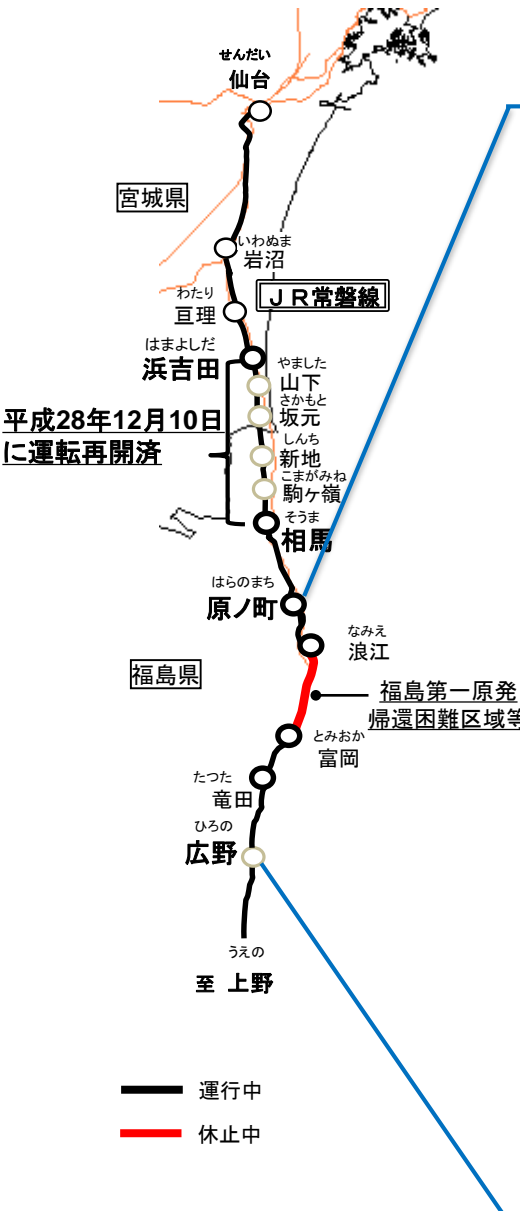 せんだい
仙台
宮城県
いわぬま
岩沼
わたり
亘理
ＪＲ常磐線
はまよしだ
浜吉田
やました
山下
さかもと
坂元
平成28年12月10日
に運転再開済
しんち
新地
こまがみね
駒ヶ嶺
そうま
相馬
はらのまち
原ノ町
なみえ
浪江
福島県
福島第一原発
帰還困難区域等
とみおか
富岡
たつた
竜田
ひろの
広野
うえの
至 上野
運行中
休止中